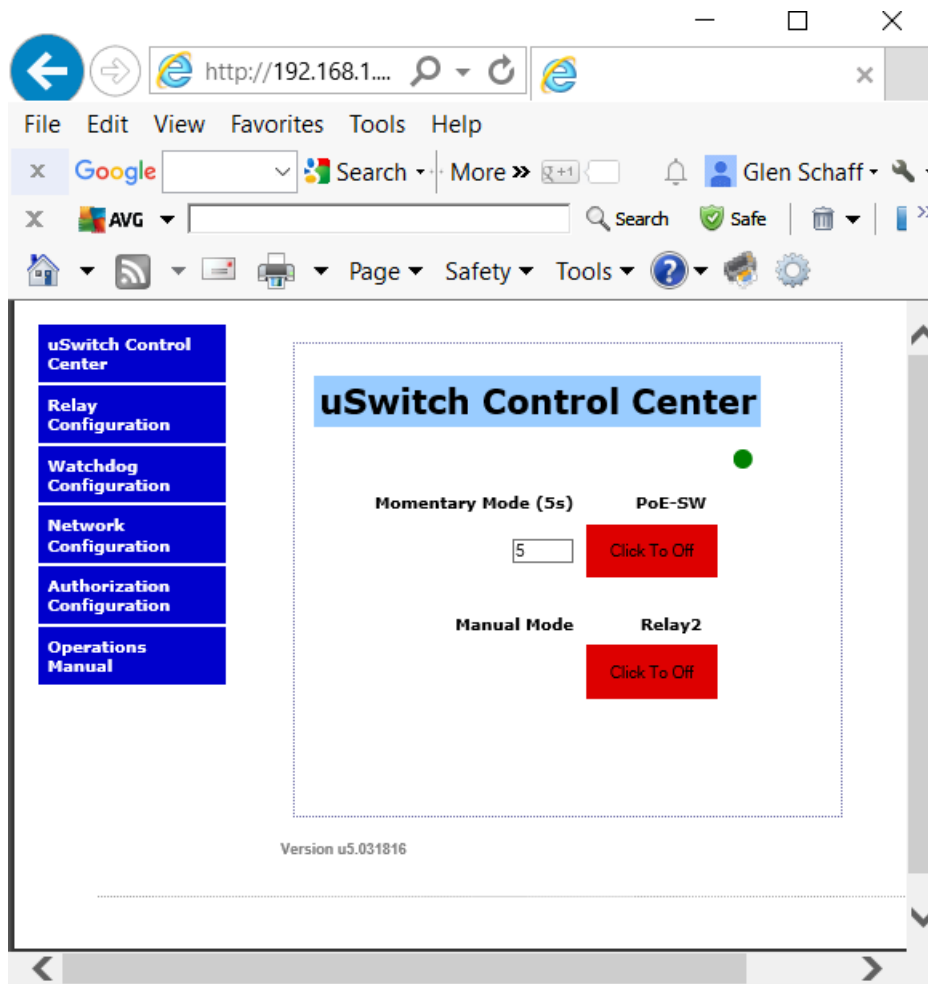 http://192.168.1....
File Edit View Favorites Tools Help
x Google Search More » g+1 Glen Schaff
X AVG Search Safe »
Page Safety Tools ?
uSwitch Control
Center
Relay
Configuration
Watchdog
Configuration
Network
Configuration
Authorization
Configuration
Operations
Manual
uSwitch Control Center
Momentary Mode (5s) PoE-SW
5 Click To Off
Manual Mode Relay2
Click To Off
Version u5.031816